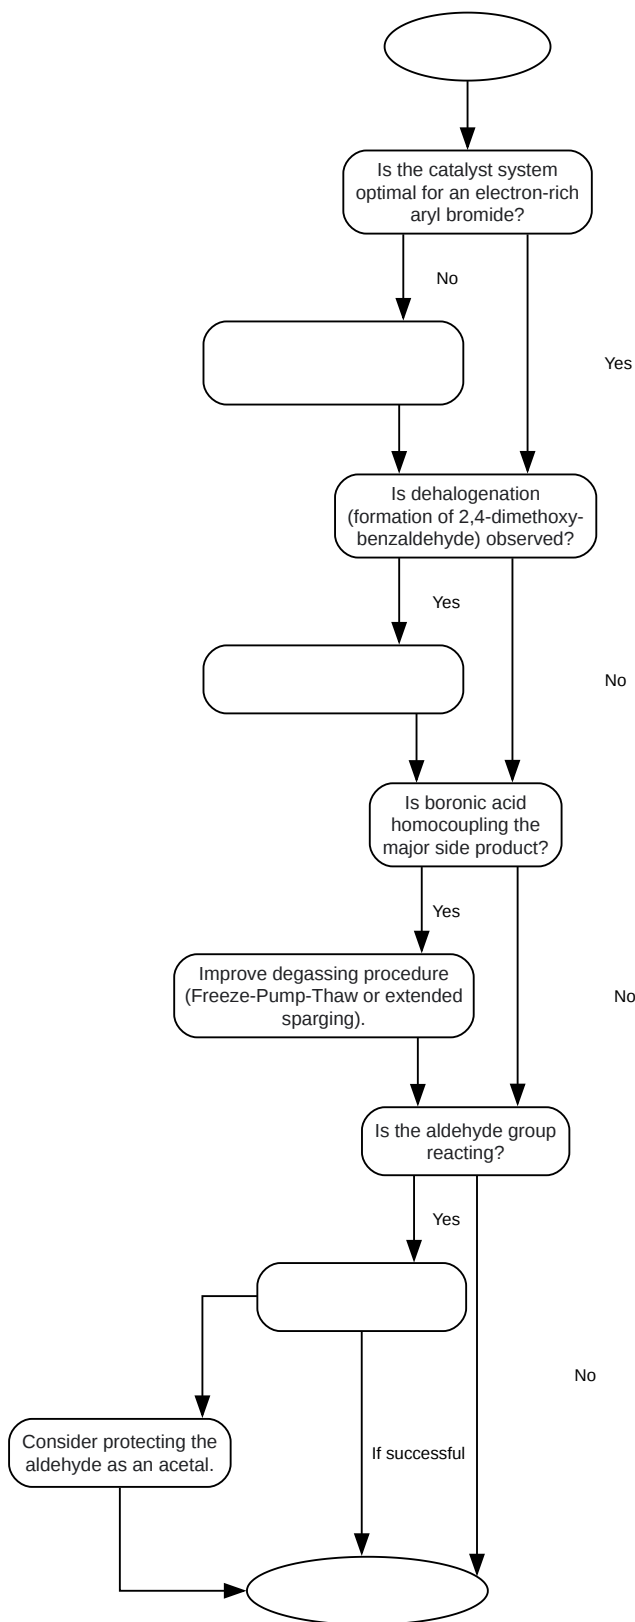 Is the catalyst system
optimal for an electron-rich
aryl bromide?
No
Yes
Is dehalogenation
(formation of 2,4-dimethoxy-
benzaldehyde) observed?
Yes
No
Is boronic acid
homocoupling the
major side product?
Yes
Improve degassing procedure
(Freeze-Pump-Thaw or extended
sparging).
No
Is the aldehyde group
reacting?
Yes
No
Consider protecting the
aldehyde as an acetal.
If successful